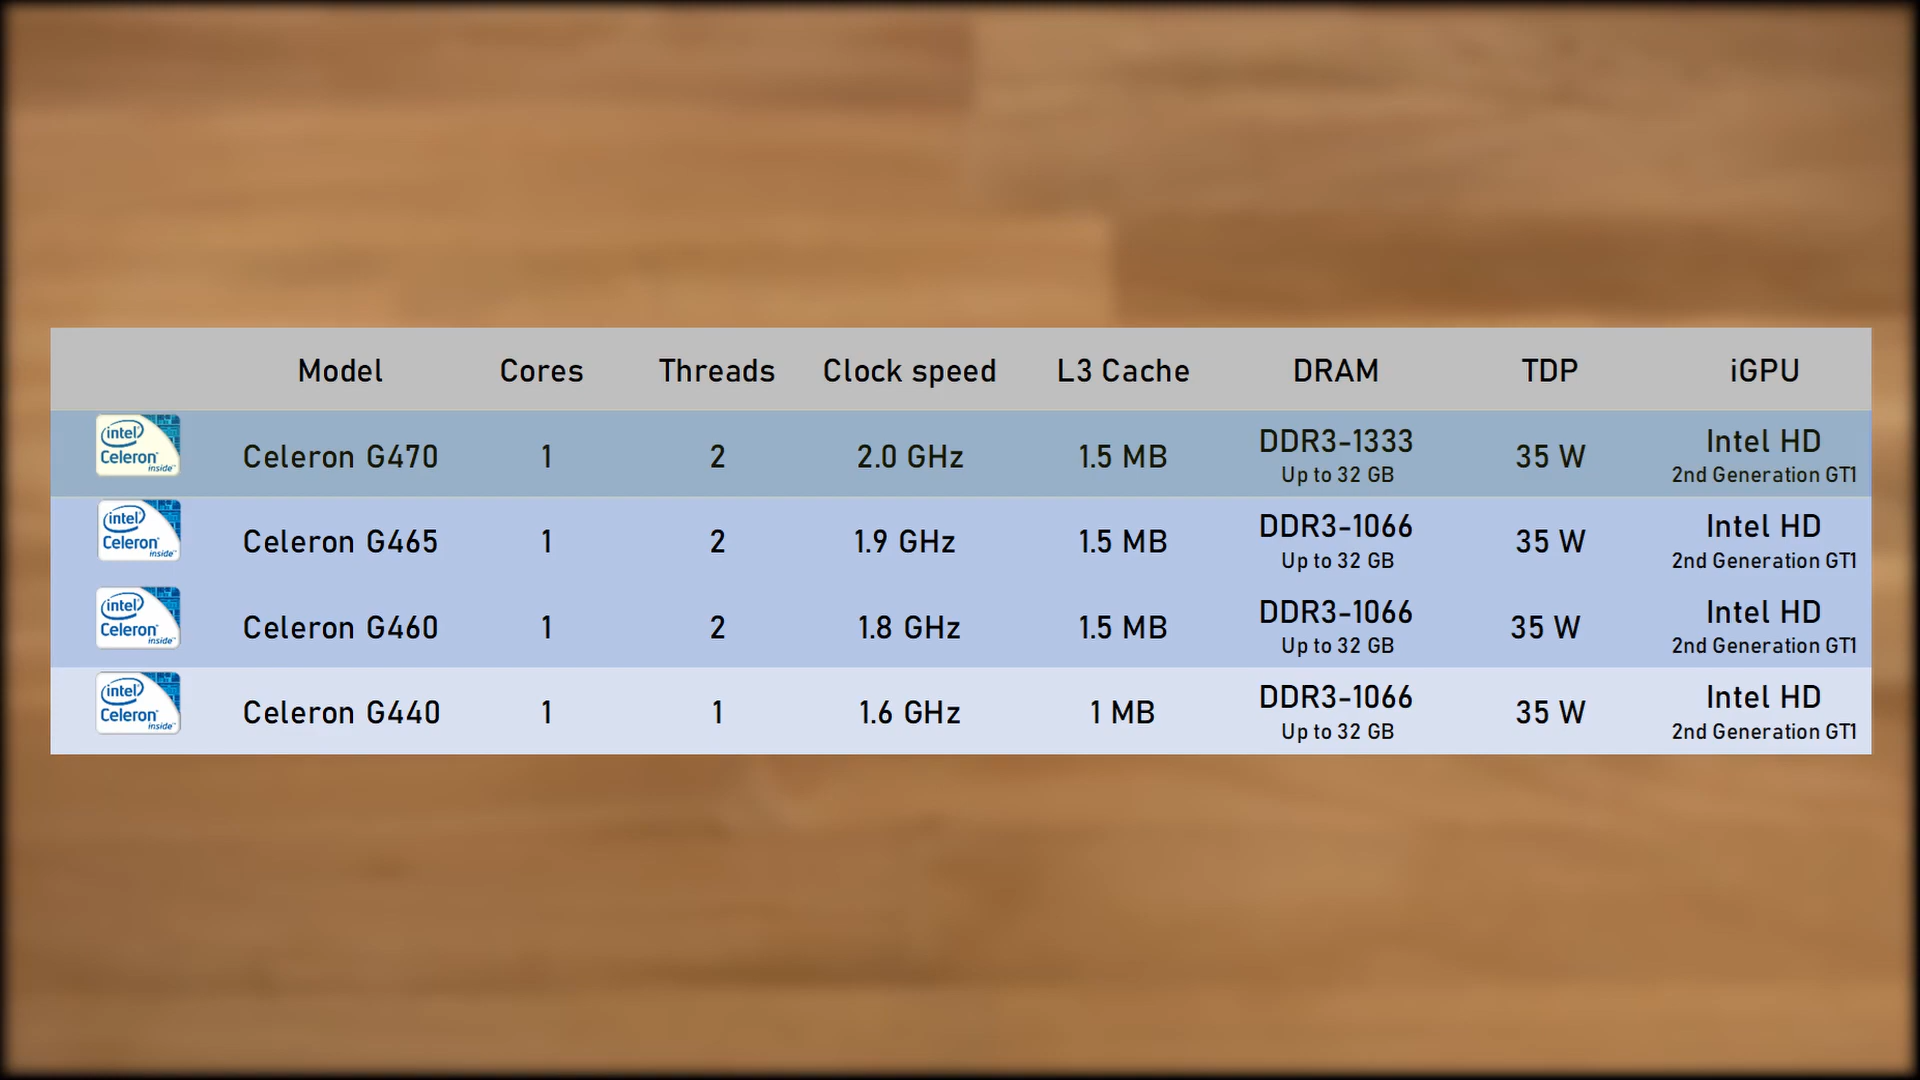 Model Cores Threads Clock speed L3 Cache DRAM TDP iGPU
intel Celeron inside™ Celeron G470 1 2 2.0 GHz 1.5 MB DDR3-1333 35 W Intel HD
Up to 32 GB 2nd Generation GT1
intel Celeron inside™ Celeron G465 1 2 1.9 GHz 1.5 MB DDR3-1066 35 W Intel HD
Up to 32 GB 2nd Generation GT1
intel Celeron inside™ Celeron G460 1 2 1.8 GHz 1.5 MB DDR3-1066 35 W Intel HD
Up to 32 GB 2nd Generation GT1
intel Celeron inside™ Celeron G440 1 1 1.6 GHz 1 MB DDR3-1066 35 W Intel HD
Up to 32 GB 2nd Generation GT1